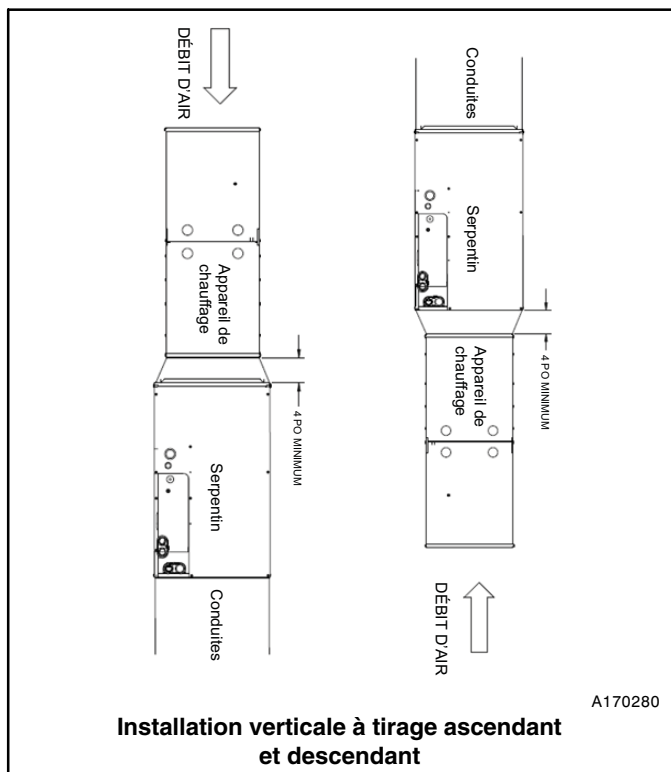 DÉBIT D'AIR
Appareil de
chauffage
4 PO MINIMUM
Serpentin
Conduites
Conduites
Serpentin
4 PO MINIMUM
Appareil de
chauffage
DÉBIT D'AIR
A170280
Installation verticale à tirage ascendant
et descendant